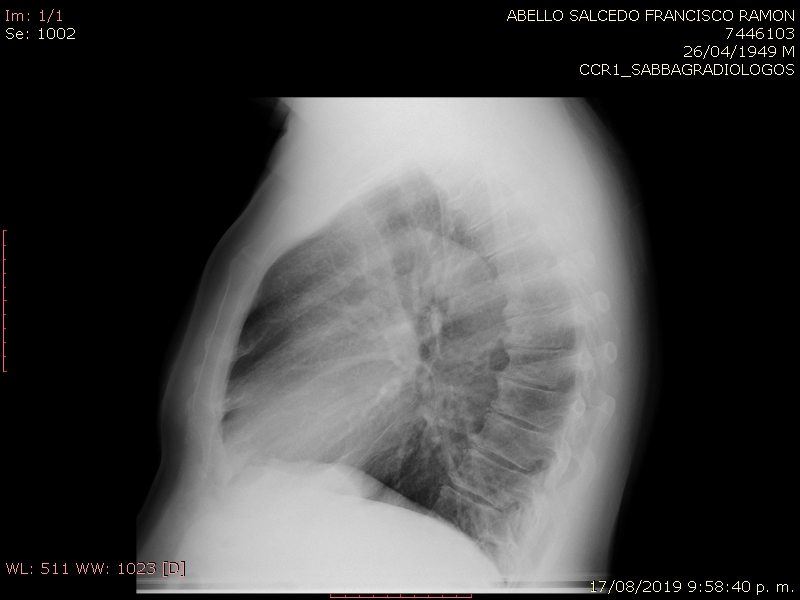 Im: 1/1
Se: 1002
ABELLO SALCEDO FRANCISCO RAMON
7446103
26/04/1949 M
CCR1_SABBAGRADIOLOGOS
WL: 511 WW: 1023 [D]
17/08/2019 9:58:40 p. m.